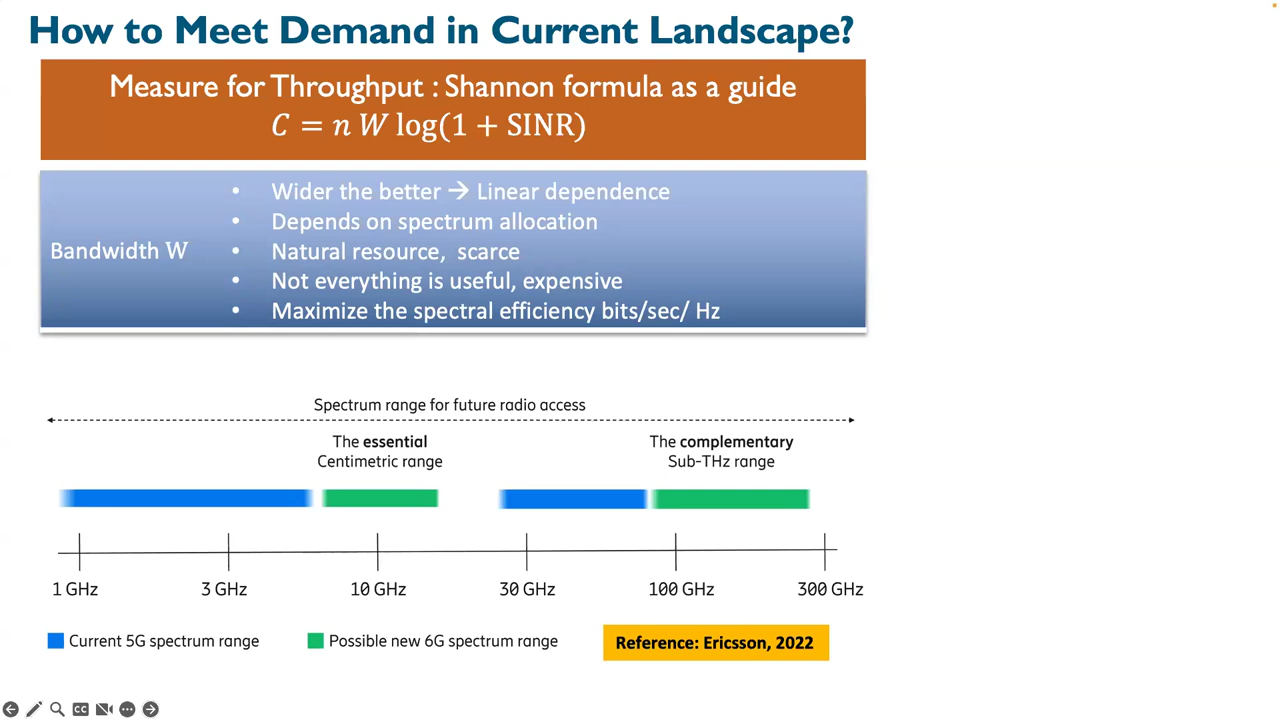 How to Meet Demand in Current Landscape?
Measure for Throughput : Shannon formula as a guide
C = n W log(1 + SINR)
Bandwidth W
• Wider the better → Linear dependence
• Depends on spectrum allocation
• Natural resource, scarce
• Not everything is useful, expensive
• Maximize the spectral efficiency bits/sec/ Hz
Spectrum range for future radio access
The essential
Centimetric range
The complementary
Sub-THz range
1 GHz
3 GHz
10 GHz
30 GHz
100 GHz
300 GHz
Current 5G spectrum range
Possible new 6G spectrum range
Reference: Ericsson, 2022
CC